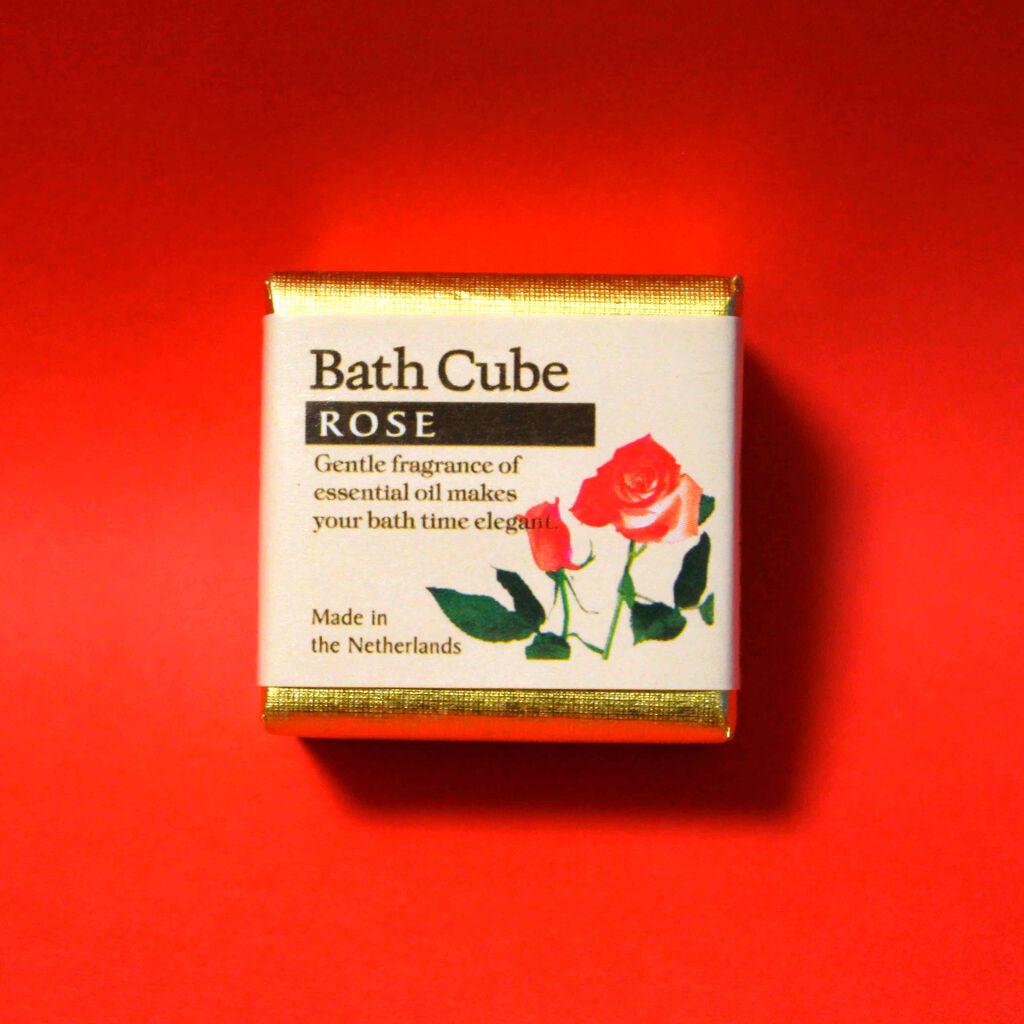 Bath Cube
ROSE
Gentle fragrance of
essential oil makes
your bath time elegant.
Made in
the Netherlands